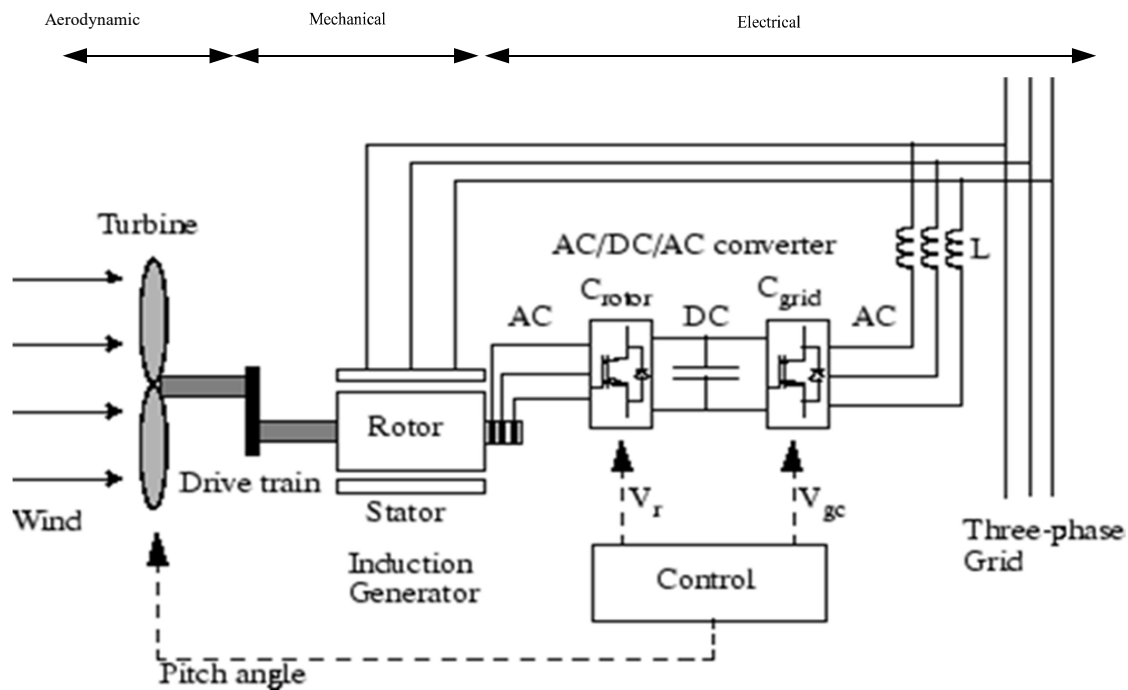 Aerodynamic
Mechanical
Electrical
Turbine
AC/DC/AC converter
L
Crotor
Cgrid
AC
DC
AC
Rotor
Drive train
Stator
Wind
Vr
Vgc
Three-phase
Grid
Induction
Generator
Control
Pitch angle